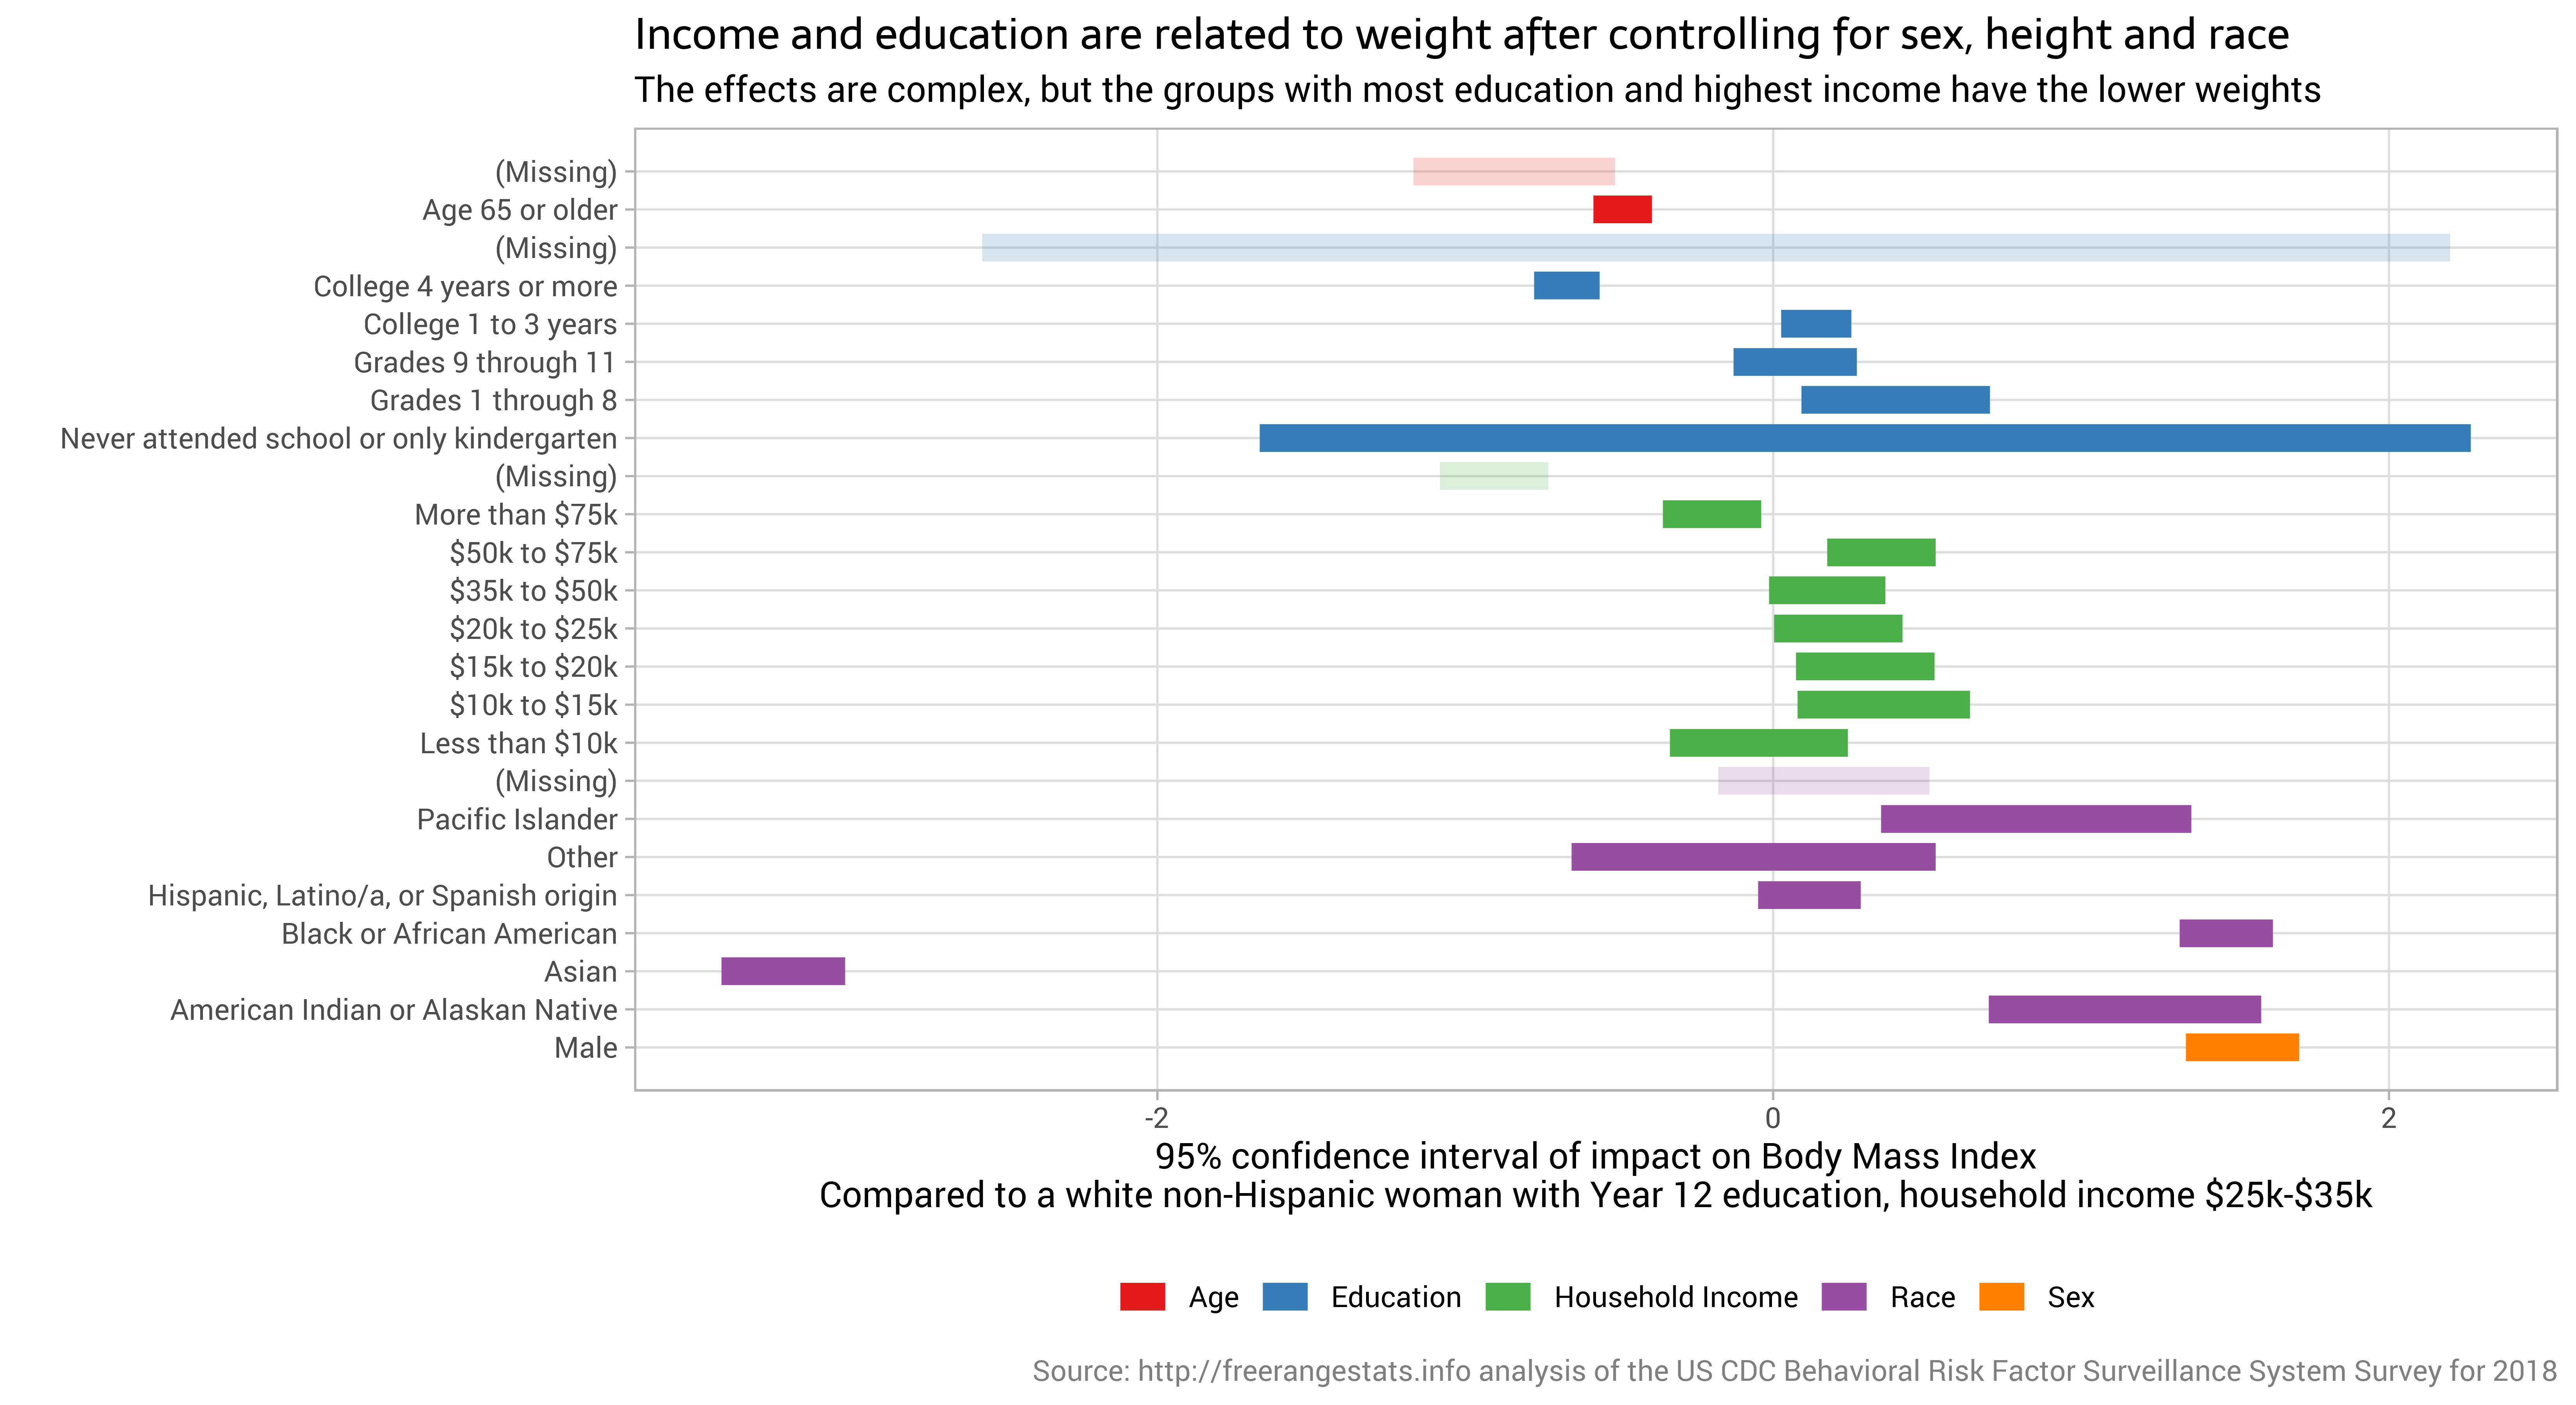 Income and education are related to weight after controlling for sex, height and race
The effects are complex, but the groups with most education and highest income have the lower weights
(Missing)
Age 65 or older
(Missing)
College 4 years or more
College 1 to 3 years
Grades 9 through 11
Grades 1 through 8
Never attended school or only kindergarten
(Missing)
More than $75k
$50k to $75k
$35k to $50k
$20k to $25k
$15k to $20k
$10k to $15k
Less than $10k
(Missing)
Pacific Islander
Other
Hispanic, Latino/a, or Spanish origin
Black or African American
Asian
American Indian or Alaskan Native
Male
-2 0 2
95% confidence interval of impact on Body Mass Index
Compared to a white non-Hispanic woman with Year 12 education, household income $25k-$35k
Age Education Household Income Race Sex
Source: http://freerangestats.info analysis of the US CDC Behavioral Risk Factor Surveillance System Survey for 2018